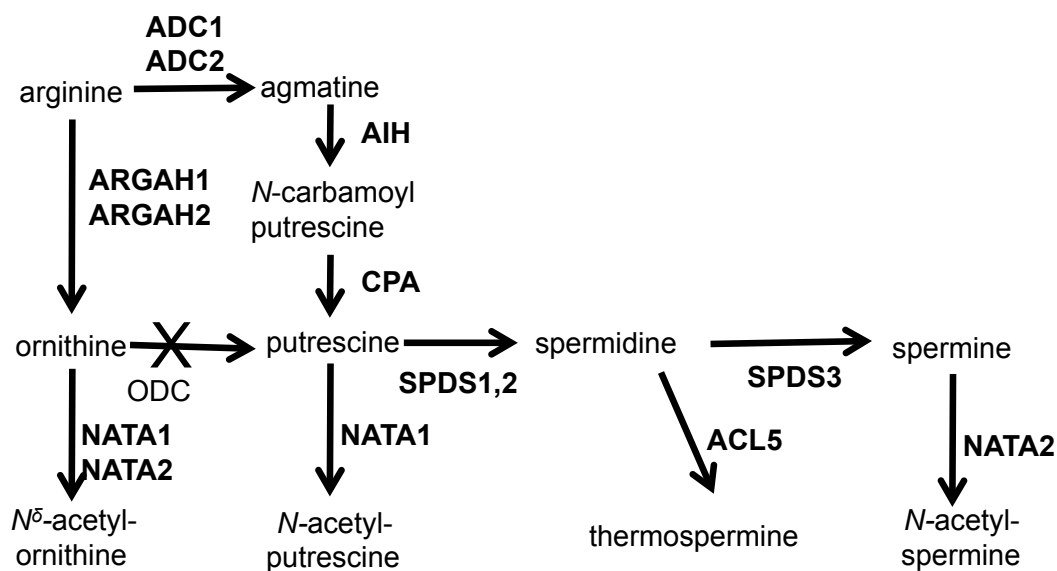 ADC1
ADC2
arginine
agmatine
AIH
ARGAH1
ARGAH2
N-carbamoyl
putrescine
CPA
ornithine
ODC
putrescine
SPDS1,2
spermidine
SPDS3
spermine
NATA1
NATA2
NATA1
ACL5
NATA2
Nδ-acetyl-
ornithine
N-acetyl-
putrescine
thermospermine
N-acetyl-
spermine